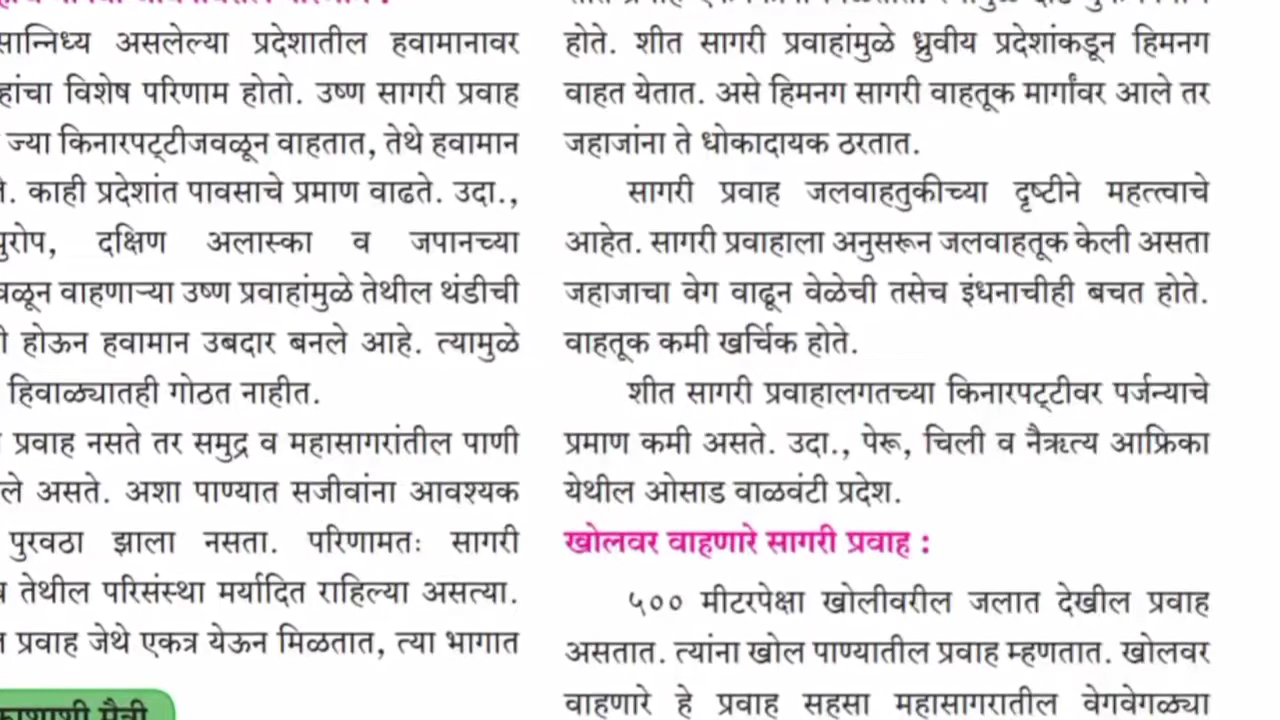 सान्निध्य असलेल्या प्रदेशातील हवामानावर
हांचा विशेष परिणाम होतो. उष्ण सागरी प्रवाह
ज्या किनारपट्टीजवळून वाहतात, तेथे हवामान
काही प्रदेशांत पावसाचे प्रमाण वाढते. उदा.,
दक्षिण अलास्का व जपानच्या
वळून वाहणाऱ्या उष्ण प्रवाहांमुळे तेथील थंडीची
होऊन हवामान उबदार बनले आहे. त्यामुळे
हिवाळ्यातही गोठत नाहीत.
प्रवाह नसते तर समुद्र व महासागरांतील पाणी
ले असते. अशा पाण्यात सजीवांना आवश्यक
पुरवठा झाला नसता. परिणामतः सागरी
तेथील परिसंस्था मर्यादित राहिल्या असत्या.
प्रवाह जेथे एकत्र येऊन मिळतात, त्या भागात
होते. शीत सागरी प्रवाहांमुळे ध्रुवीय प्रदेशांकडून हिमनग
वाहत येतात. असे हिमनग सागरी वाहतूक मार्गांवर आले तर
जहाजांना ते धोकादायक ठरतात.
सागरी प्रवाह जलवाहतुकीच्या दृष्टीने महत्त्वाचे
आहेत. सागरी प्रवाहाला अनुसरून जलवाहतूक केली असता
जहाजाचा वेग वाढून वेळेची तसेच इंधनाचीही बचत होते.
वाहतूक कमी खर्चिक होते.
शीत सागरी प्रवाहालगतच्या किनारपट्टीवर पर्जन्याचे
प्रमाण कमी असते. उदा., पेरू, चिली व नैऋत्य आफ्रिका
येथील ओसाड वाळवंटी प्रदेश.
खोलवर वाहणारे सागरी प्रवाह :
५०० मीटरपेक्षा खोलीवरील जलात देखील प्रवाह
असतात. त्यांना खोल पाण्यातील प्रवाह म्हणतात. खोलवर
वाहणारे हे प्रवाह सहसा महासागरातील वेगवेगळ्या